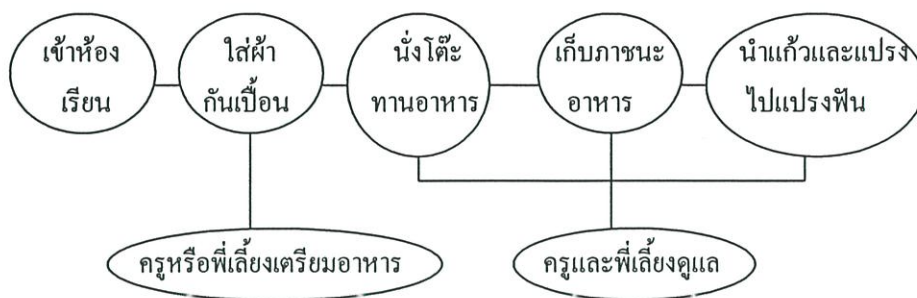 เข้าห้อง
เรียน
ใส่ผ้า
กันเปื้อน
นั่งโต๊ะ
ทานอาหาร
เก็บภาชนะ
อาหาร
นำแก้วและแปรง
ไปแปรงฟัน
ครูหรือพี่เลี้ยงเตรียมอาหาร
ครูและพี่เลี้ยงดูแล